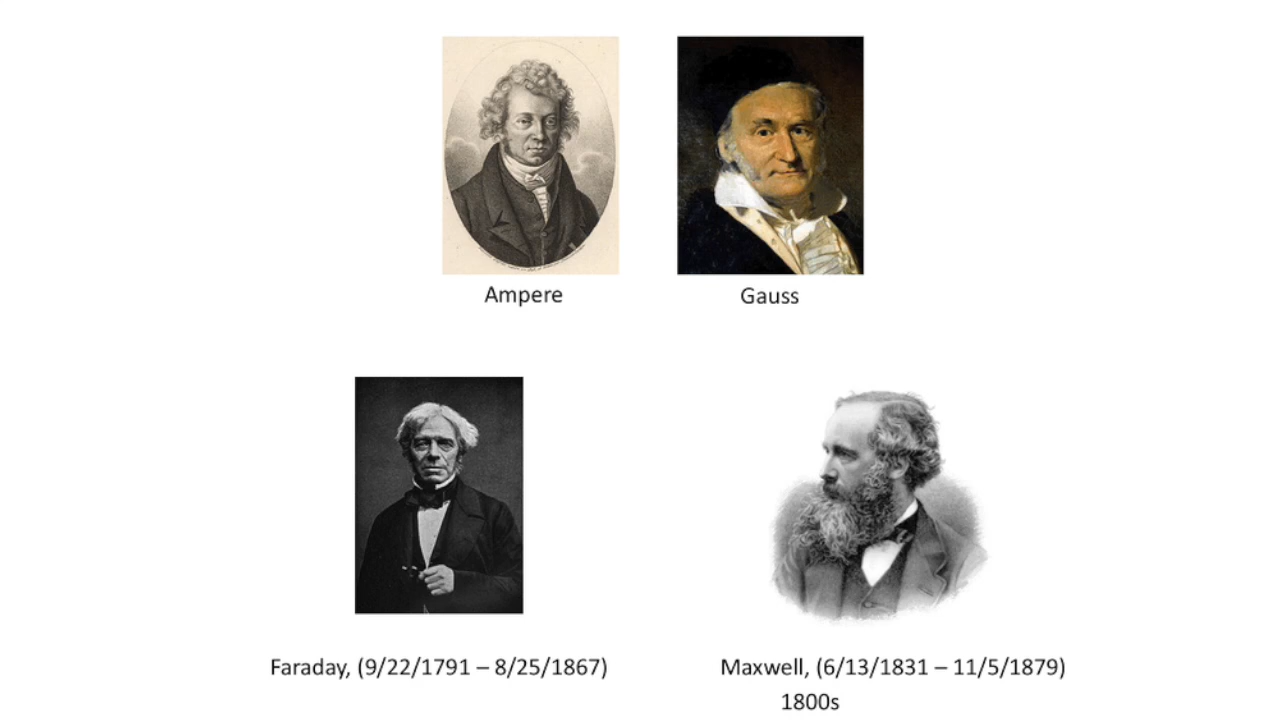 Ampere
Gauss
Faraday, (9/22/1791 – 8/25/1867)
Maxwell, (6/13/1831 – 11/5/1879)
1800s